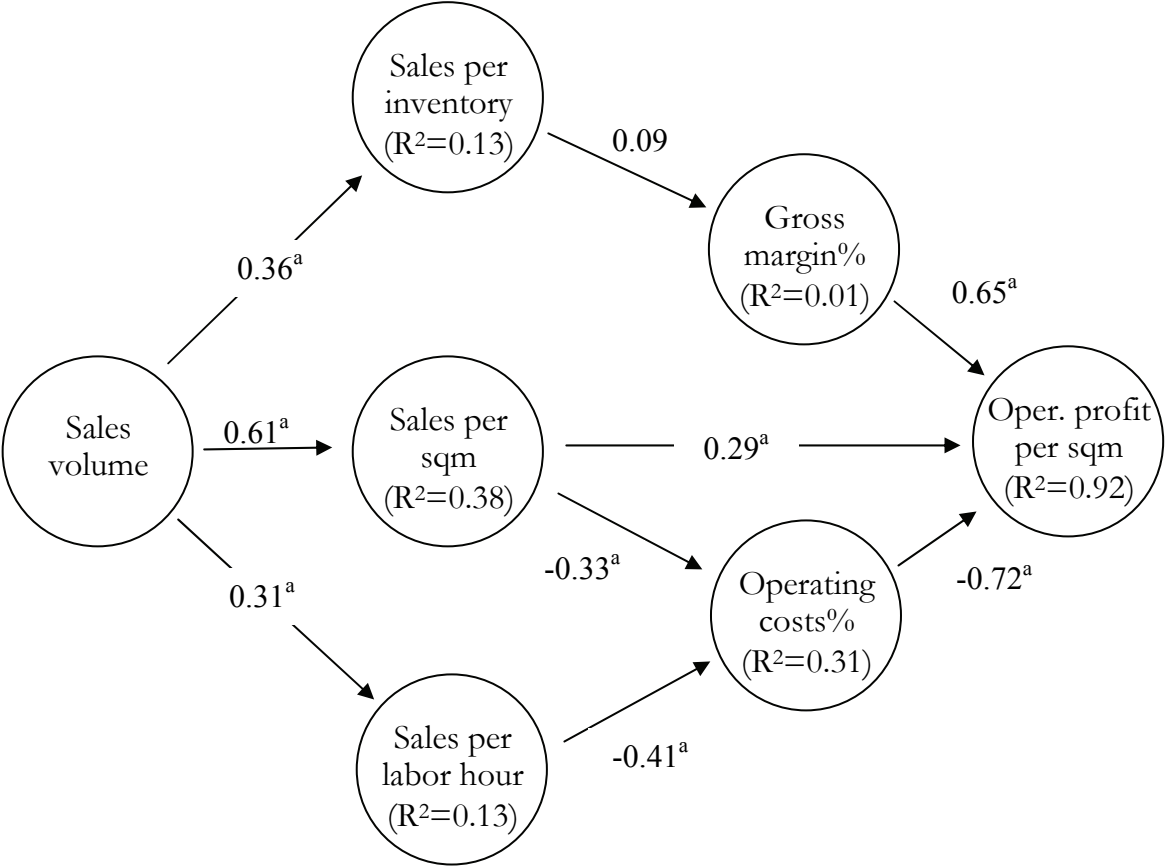 Sales per
inventory
(R²=0.13)
0.09
Gross
margin%
(R²=0.01)
0.36ᵃ
0.65ᵃ
Sales
volume
0.61ᵃ
Sales per
sqm
(R²=0.38)
0.29ᵃ
Oper. profit
per sqm
(R²=0.92)
-0.33ᵃ
0.31ᵃ
Operating
costs%
(R²=0.31)
-0.72ᵃ
Sales per
labor hour
(R²=0.13)
-0.41ᵃ